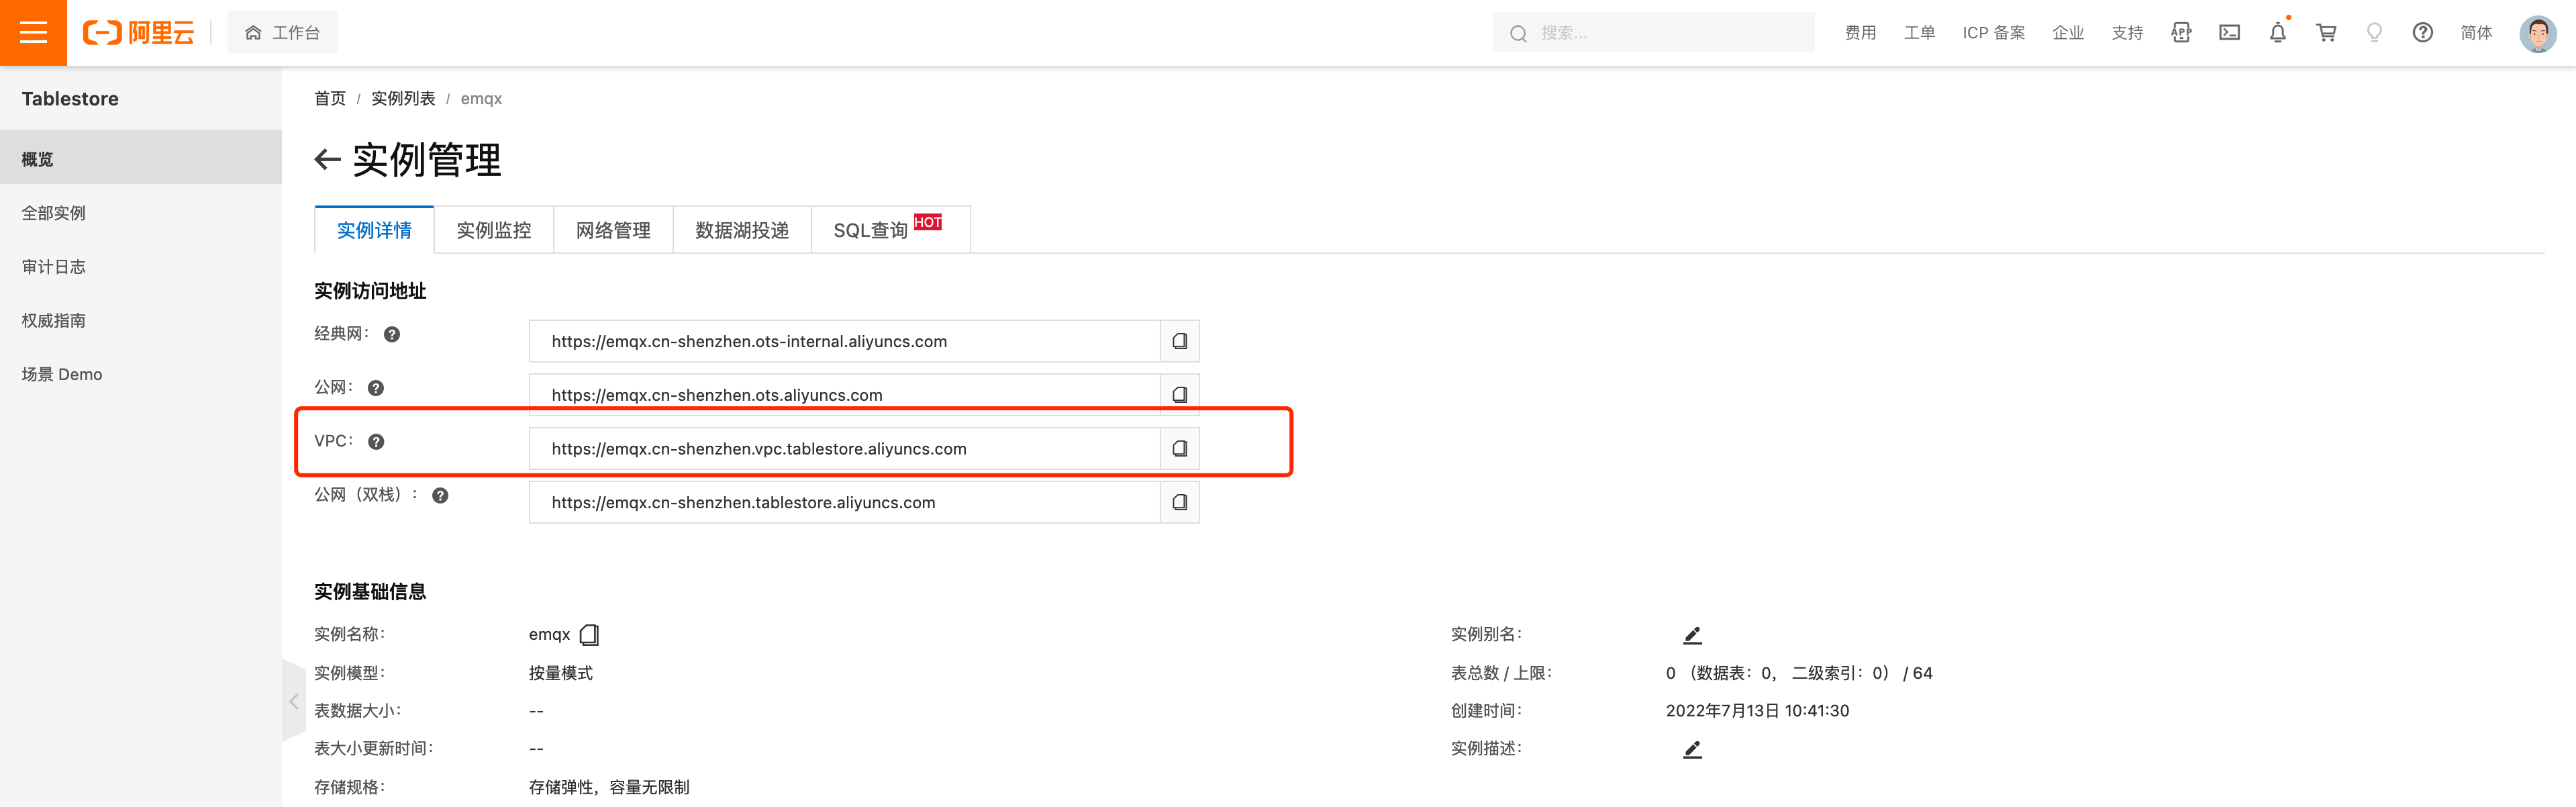 阿里云
工作台
搜索...
费用 工单 ICP 备案 企业 支持 APP 简体
Tablestore
概览
全部实例
审计日志
权威指南
场景 Demo
首页 / 实例列表 / emqx
实例管理
实例详情 实例监控 网络管理 数据湖投递 SQL查询 HOT
实例访问地址
经典网： ? https://emqx.cn-shenzhen.ots-internal.aliyuncs.com
公网： ? https://emqx.cn-shenzhen.ots.aliyuncs.com
VPC： ? https://emqx.cn-shenzhen.vpc.tablestore.aliyuncs.com
公网（双栈）： ? https://emqx.cn-shenzhen.tablestore.aliyuncs.com
实例基础信息
实例名称： emqx 实例别名：
实例模型： 按量模式 表总数 / 上限： 0 （数据表：0， 二级索引：0） / 64
表数据大小： -- 创建时间： 2022年7月13日 10:41:30
表大小更新时间： -- 实例描述：
存储规格： 存储弹性，容量无限制